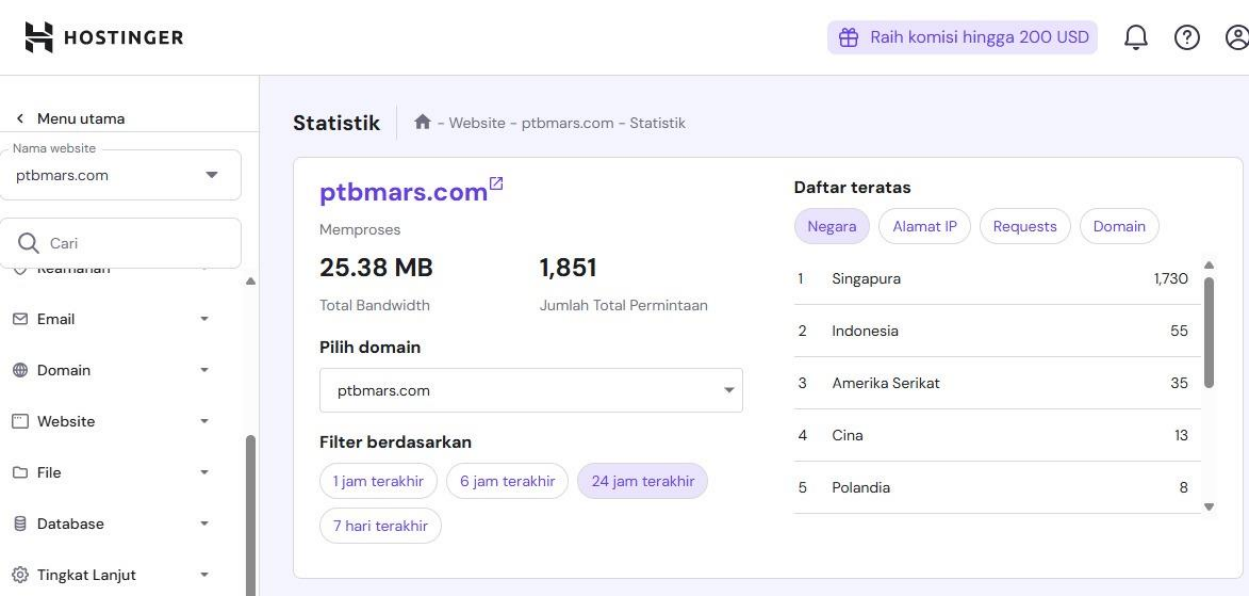 HOSTINGER
Raih komisi hingga 200 USD
Menu utama
Nama website
ptbmars.com
Cari
Keamanan
Email
Domain
Website
File
Database
Tingkat Lanjut
Statistik
- Website - ptbmars.com - Statistik
ptbmars.com
Memproses
25.38 MB 1,851
Total Bandwidth Jumlah Total Permintaan
Pilih domain
ptbmars.com
Filter berdasarkan
1 jam terakhir 6 jam terakhir 24 jam terakhir
7 hari terakhir
Daftar teratas
Negara Alamat IP Requests Domain
1 Singapura 1,730
2 Indonesia 55
3 Amerika Serikat 35
4 Cina 13
5 Polandia 8